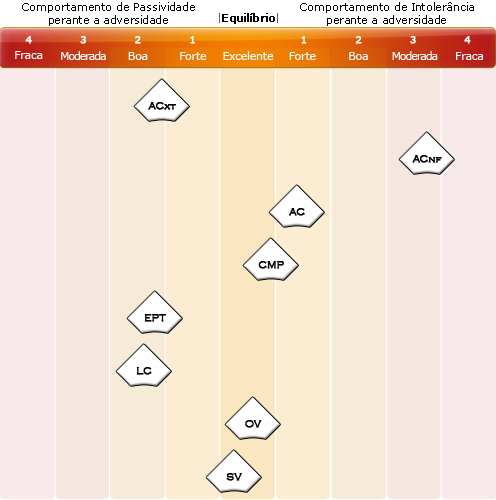 Comportamento de Passividade
perante a adversidade
|Equilíbrio|
Comportamento de Intolerância
perante a adversidade
4 3 2 1 1 2 3 4
Fraca Moderada Boa Forte Excelente Forte Boa Moderada Fraca
ACXT
ACNF
AC
CMP
EPT
LC
OV
SV